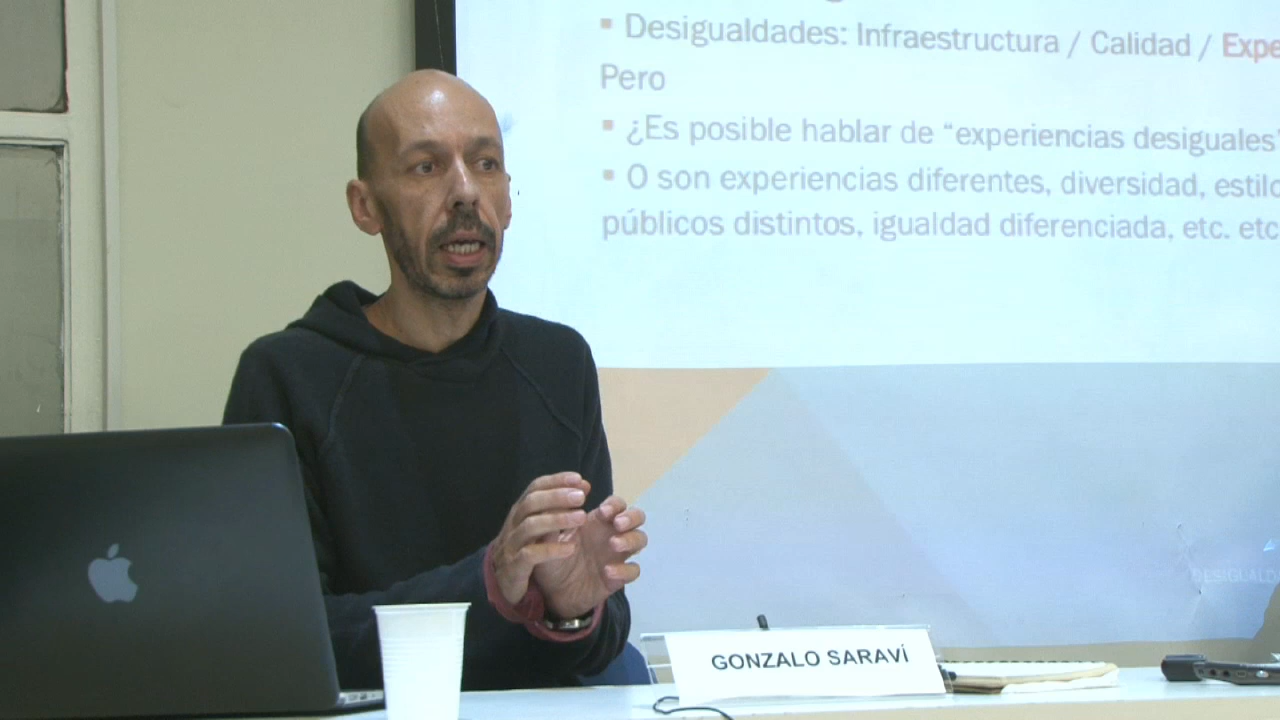 ▪ Desigualdades: Infraestructura / Calidad / Expe
Pero
▪ ¿Es posible hablar de “experiencias desiguales”
▪ O son experiencias diferentes, diversidad, estilo
públicos distintos, igualdad diferenciada, etc. etc
DESIGUALD
GONZALO SARAVÍ